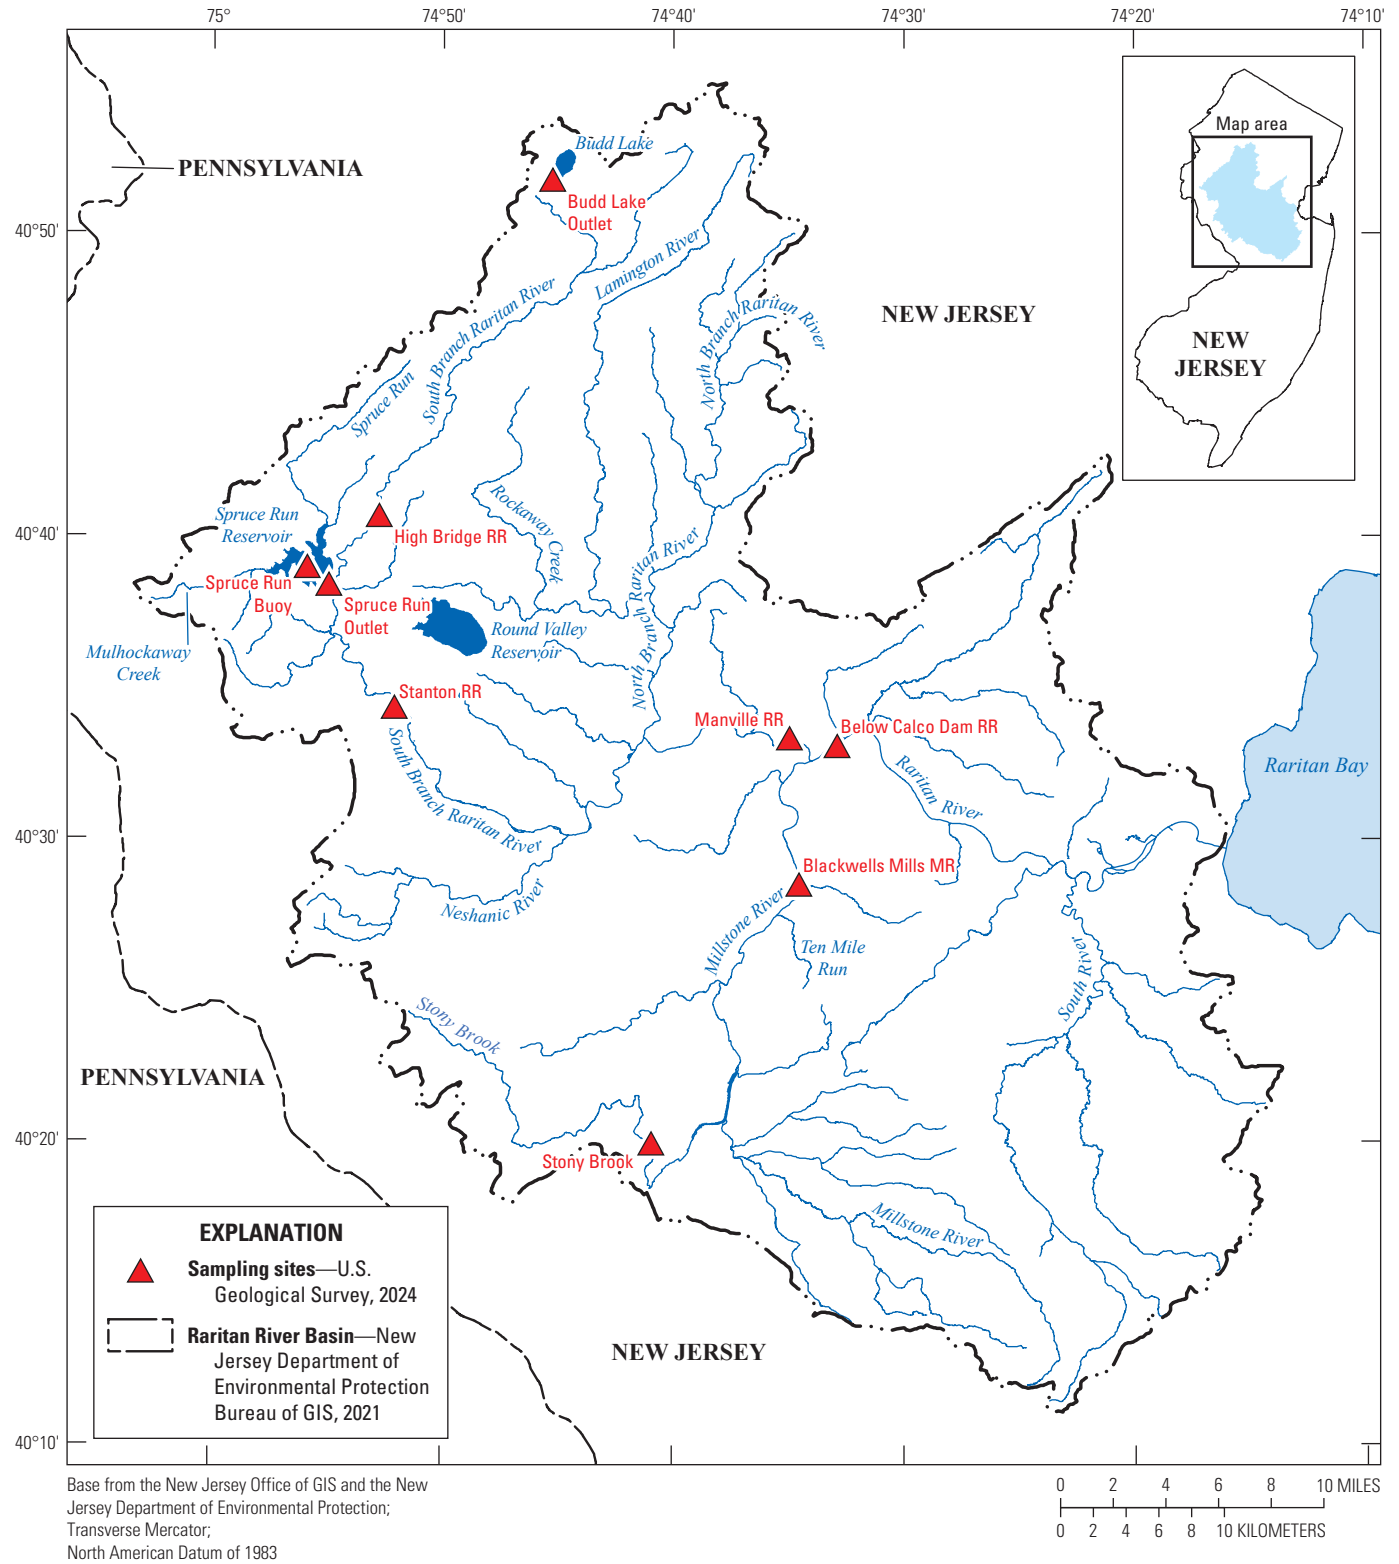 75°
74°50'
74°40'
74°30'
74°20'
74°10'
40°50'
40°40'
40°30'
40°20'
40°10'
PENNSYLVANIA
Budd Lake
Budd Lake
Outlet
Lamington River
South Branch Raritan River
North Branch Raritan River
Spruce Run
NEW JERSEY
Map area
NEW
JERSEY
Spruce Run
Reservoir
High Bridge RR
Rockaway Creek
North Branch Raritan River
Spruce Run
Buoy
Spruce Run
Outlet
Round Valley
Reservoir
Mulhockaway
Creek
Stanton RR
Manville RR
Below Calco Dam RR
South Branch Raritan River
Raritan River
Raritan Bay
Blackwells Mills MR
Neshanic River
Millstone River
Ten Mile
Run
South River
Stony Brook
PENNSYLVANIA
Stony Brook
Millstone River
NEW JERSEY
EXPLANATION
Sampling sites—U.S.
Geological Survey, 2024
Raritan River Basin—New
Jersey Department of
Environmental Protection
Bureau of GIS, 2021
Base from the New Jersey Office of GIS and the New
Jersey Department of Environmental Protection;
Transverse Mercator;
North American Datum of 1983
0 2 4 6 8 10 MILES
0 2 4 6 8 10 KILOMETERS